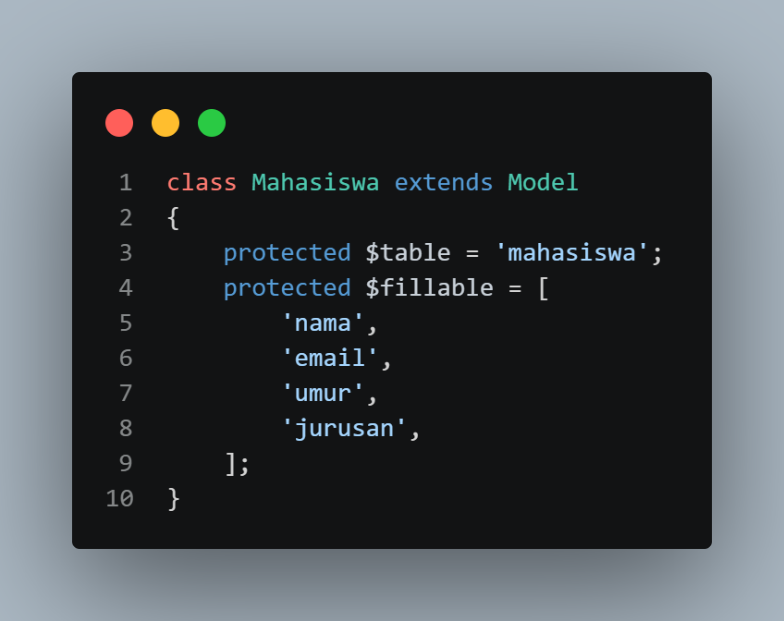 1 class Mahasiswa extends Model
2 {
3     protected $table = 'mahasiswa';
4     protected $fillable = [
5         'nama',
6         'email',
7         'umur',
8         'jurusan',
9     ];
10 }